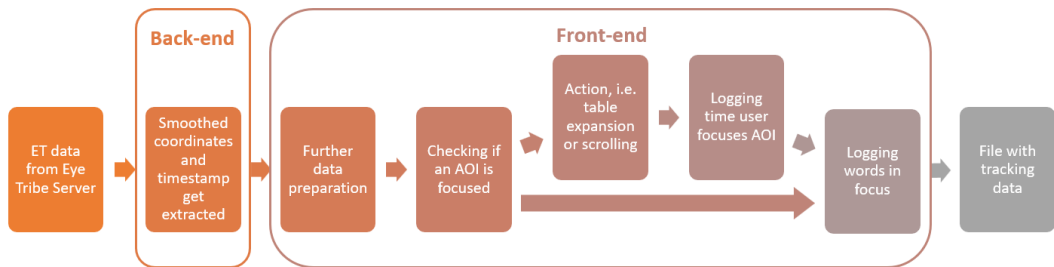 Back-end
Front-end
ET data
from Eye
Tribe Server
Smoothed
coordinates
and
timestamp
get
extracted
Further
data
preparation
Checking if
an AOI is
focused
Action, i.e.
table
expansion
or scrolling
Logging
time user
focuses AOI
Logging
words in
focus
File with
tracking
data